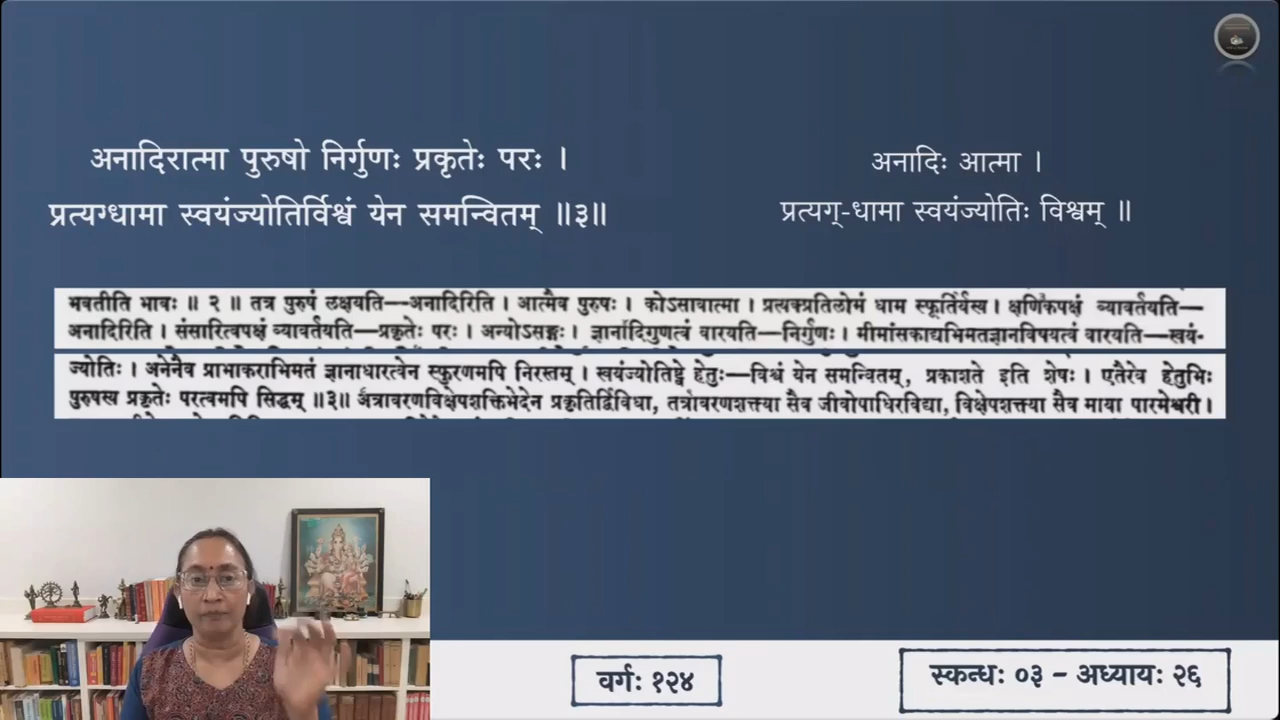 अनादिरात्मा पुरुषो निर्गुणः प्रकृतेः परः ।
प्रत्यग्धामा स्वयंज्योतिर्विश्वं येन समन्वितम् ॥३॥
अनादिः आत्मा ।
प्रत्यग्-धामा स्वयंज्योतिः विश्वम् ॥
भवतीति भावः ॥ २ ॥ तत्र पुरुषं लक्षयति—अनादिरिति । आत्मैव पुरुषः । कोऽसावात्मा । प्रत्यक्प्रतिलोमं धाम स्फूर्तिर्यस्य । क्षणिकपक्षं व्यावर्तयति—
अनादिरिति । संसारित्वपक्षं व्यावर्तयति—प्रकृतेः परः । अन्योऽसङ्गः । ज्ञानादिगुणत्वं वारयति—निर्गुणः । मीमांसकाद्यभिमतज्ञानविषयत्वं वारयति—स्वयं-
ज्योतिः । अनेनैव प्राभाकराभिमतं ज्ञानाधारत्वेन स्फुरणमपि निरस्तम् । स्वयंज्योतिष्ट्वे हेतुः—विश्वं येन समन्वितम्, प्रकाशते इति शेषः । एतैरेव हेतुभिः
पुरुषस्य प्रकृतेः परत्वमपि सिद्धम् ॥३॥ अत्रावरणविक्षेपशक्तिभेदेन प्रकृतिर्द्विविधा, तत्रावरणशक्त्या सैव जीवोपाधिरविद्या, विक्षेपशक्त्या सैव माया पारमेश्वरी ।
वर्गः १२४
स्कन्धः ०३ – अध्यायः २६